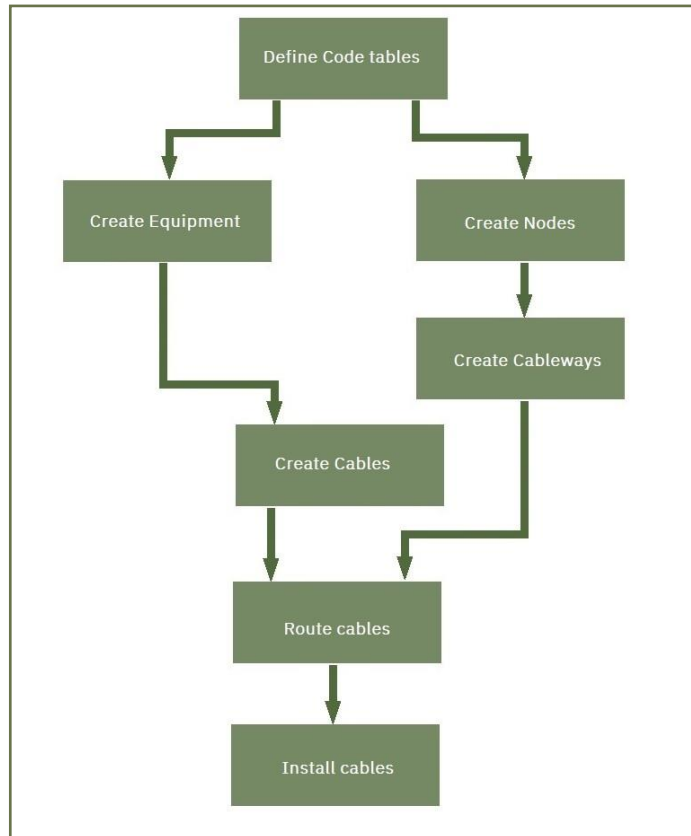 Define Code tables
Create Equipment
Create Nodes
Create Cableways
Create Cables
Route cables
Install cables